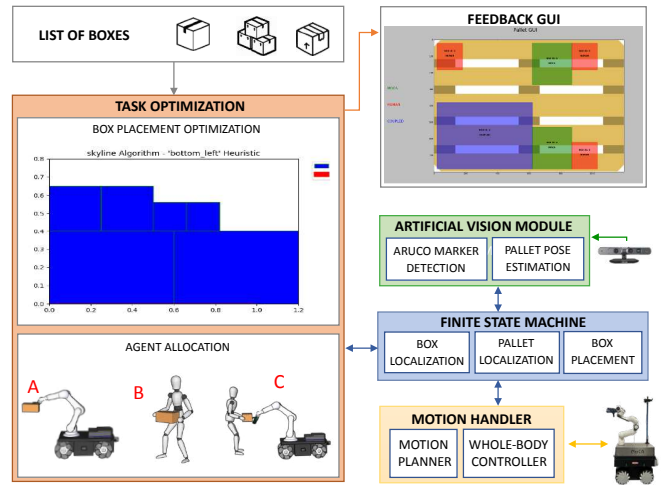 LIST OF BOXES
FEEDBACK GUI
Pallet GUI
TASK OPTIMIZATION
BOX PLACEMENT OPTIMIZATION
skyline Algorithm - 'bottom_left' Heuristic
0.8
0.7
0.6
0.5
0.4
0.3
0.2
0.1
0.0
0.0 0.2 0.4 0.6 0.8 1.0 1.2
ARTIFICIAL VISION MODULE
ARUCO MARKER
DETECTION
PALLET POSE
ESTIMATION
FINITE STATE MACHINE
BOX
LOCALIZATION
PALLET
LOCALIZATION
BOX
PLACEMENT
AGENT ALLOCATION
A
B
C
MOTION HANDLER
MOTION
PLANNER
WHOLE-BODY
CONTROLLER